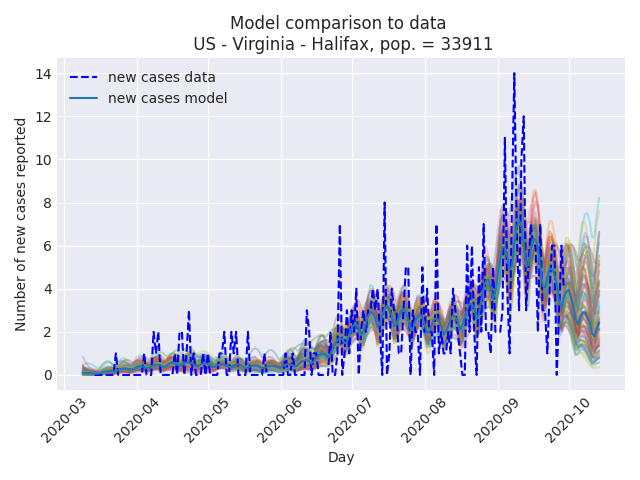 Model comparison to data
US - Virginia - Halifax, pop. = 33911
new cases data
new cases model
Number of new cases reported
14
12
10
8
6
4
2
0
2020-03
2020-04
2020-05
2020-06
2020-07
2020-08
2020-09
2020-10
Day